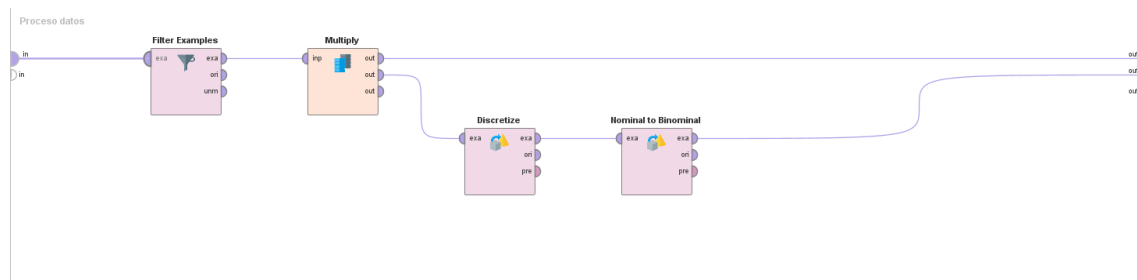 Proceso datos
Filter Examples
Multiply
in
exa
exa
inp
out
out
in
ori
out
out
unm
out
out
Discretize
Nominal to Binominal
exa
exa
exa
exa
ori
ori
pre
pre